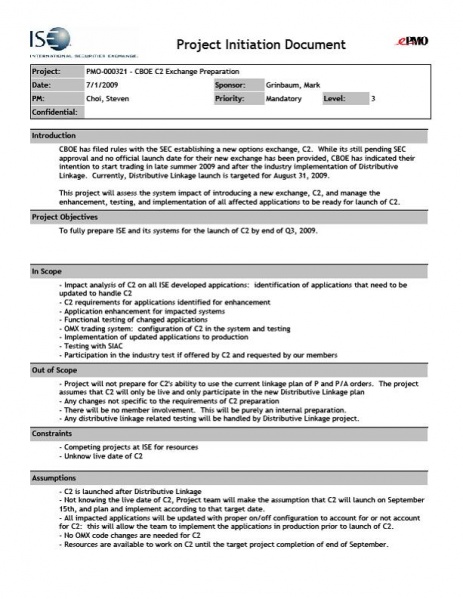 ISE
INTERNATIONAL SECURITIES EXCHANGE.
Project Initiation Document
ePMO
Project: PMO-000321 - CBOE C2 Exchange Preparation
Date: 7/1/2009 Sponsor: Grinbaum, Mark
PM: Choi, Steven Priority: Mandatory Level: 3
Confidential:
Introduction
CBOE has filed rules with the SEC establishing a new options exchange, C2. While its still pending SEC
approval and no official launch date for their new exchange has been provided, CBOE has indicated their
intention to start trading in late summer 2009 and after the industry implementation of Distributive
Linkage. Currently, Distributive Linkage launch is targeted for August 31, 2009.
This project will assess the system impact of introducing a new exchange, C2, and manage the
enhancement, testing, and implementation of all affected applications to be ready for launch of C2.
Project Objectives
To fully prepare ISE and its systems for the launch of C2 by end of Q3, 2009.
In Scope
- Impact analysis of C2 on all ISE developed appications: identification of applications that need to be
updated to handle C2
- C2 requirements for applications identified for enhancement
- Application enhancement for impacted systems
- Functional testing of changed applications
- OMX trading system: configuration of C2 in the system and testing
- Implementation of updated applications to production
- Testing with SIAC
- Participation in the industry test if offered by C2 and requested by our members
Out of Scope
- Project will not prepare for C2's ability to use the current linkage plan of P and P/A orders. The project
assumes that C2 will only be live and only participate in the new Distributive Linkage plan
- Any changes not specific to the requirements of C2 preparation
- There will be no member involvement. This will be purely an internal preparation.
- Any distributive linkage related testing will be handled by Distributive Linkage project.
Constraints
- Competing projects at ISE for resources
- Unknow live date of C2
Assumptions
- C2 is launched after Distributive Linkage
- Not knowing the live date of C2, Project team will make the assumption that C2 will launch on September
15th, and plan and implement according to that target date.
- All impacted applications will be updated with proper on/off configuration to account for or not account
for C2: this will allow the team to implement the applications in production prior to launch of C2.
- No OMX code changes are needed for C2
- Resources are available to work on C2 until the target project completion of end of September.